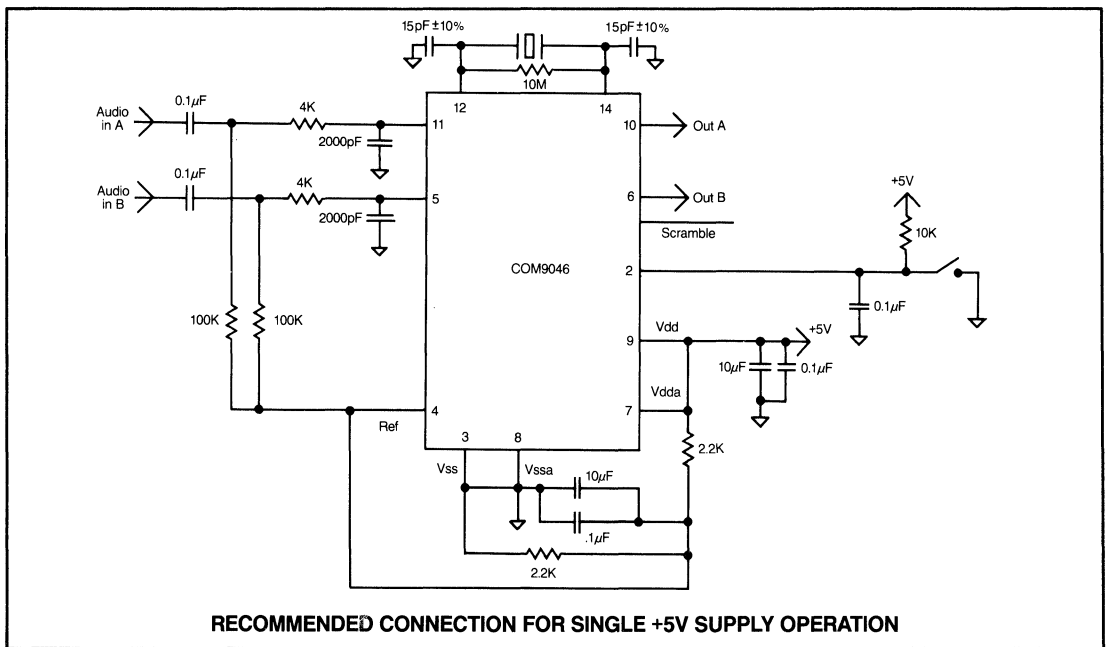 15pF±10%
15pF±10%
10M
12
14
Audio
in A
0.1µF
4K
11
2000pF
10
Out A
Audio
in B
0.1µF
4K
5
2000pF
6
Out B
Scramble
+5V
10K
COM9046
2
0.1µF
100K
100K
9
Vdd
+5V
10µF
0.1µF
Vdda
7
4
Ref
2.2K
3
8
Vss
Vssa
10µF
.1µF
2.2K
RECOMMENDED CONNECTION FOR SINGLE +5V SUPPLY OPERATION